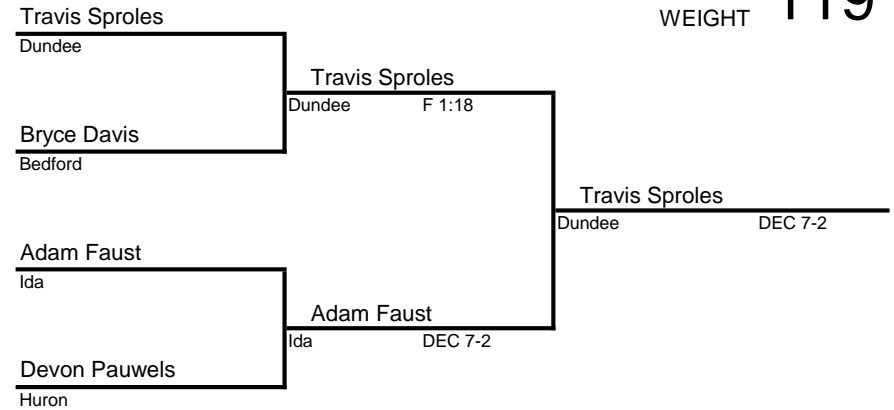 WEIGHT 119
Travis Sproles
Dundee
Travis Sproles
Dundee F 1:18
Bryce Davis
Bedford
Travis Sproles
Dundee DEC 7-2
Adam Faust
Ida
Adam Faust
Ida DEC 7-2
Devon Pauwels
Huron